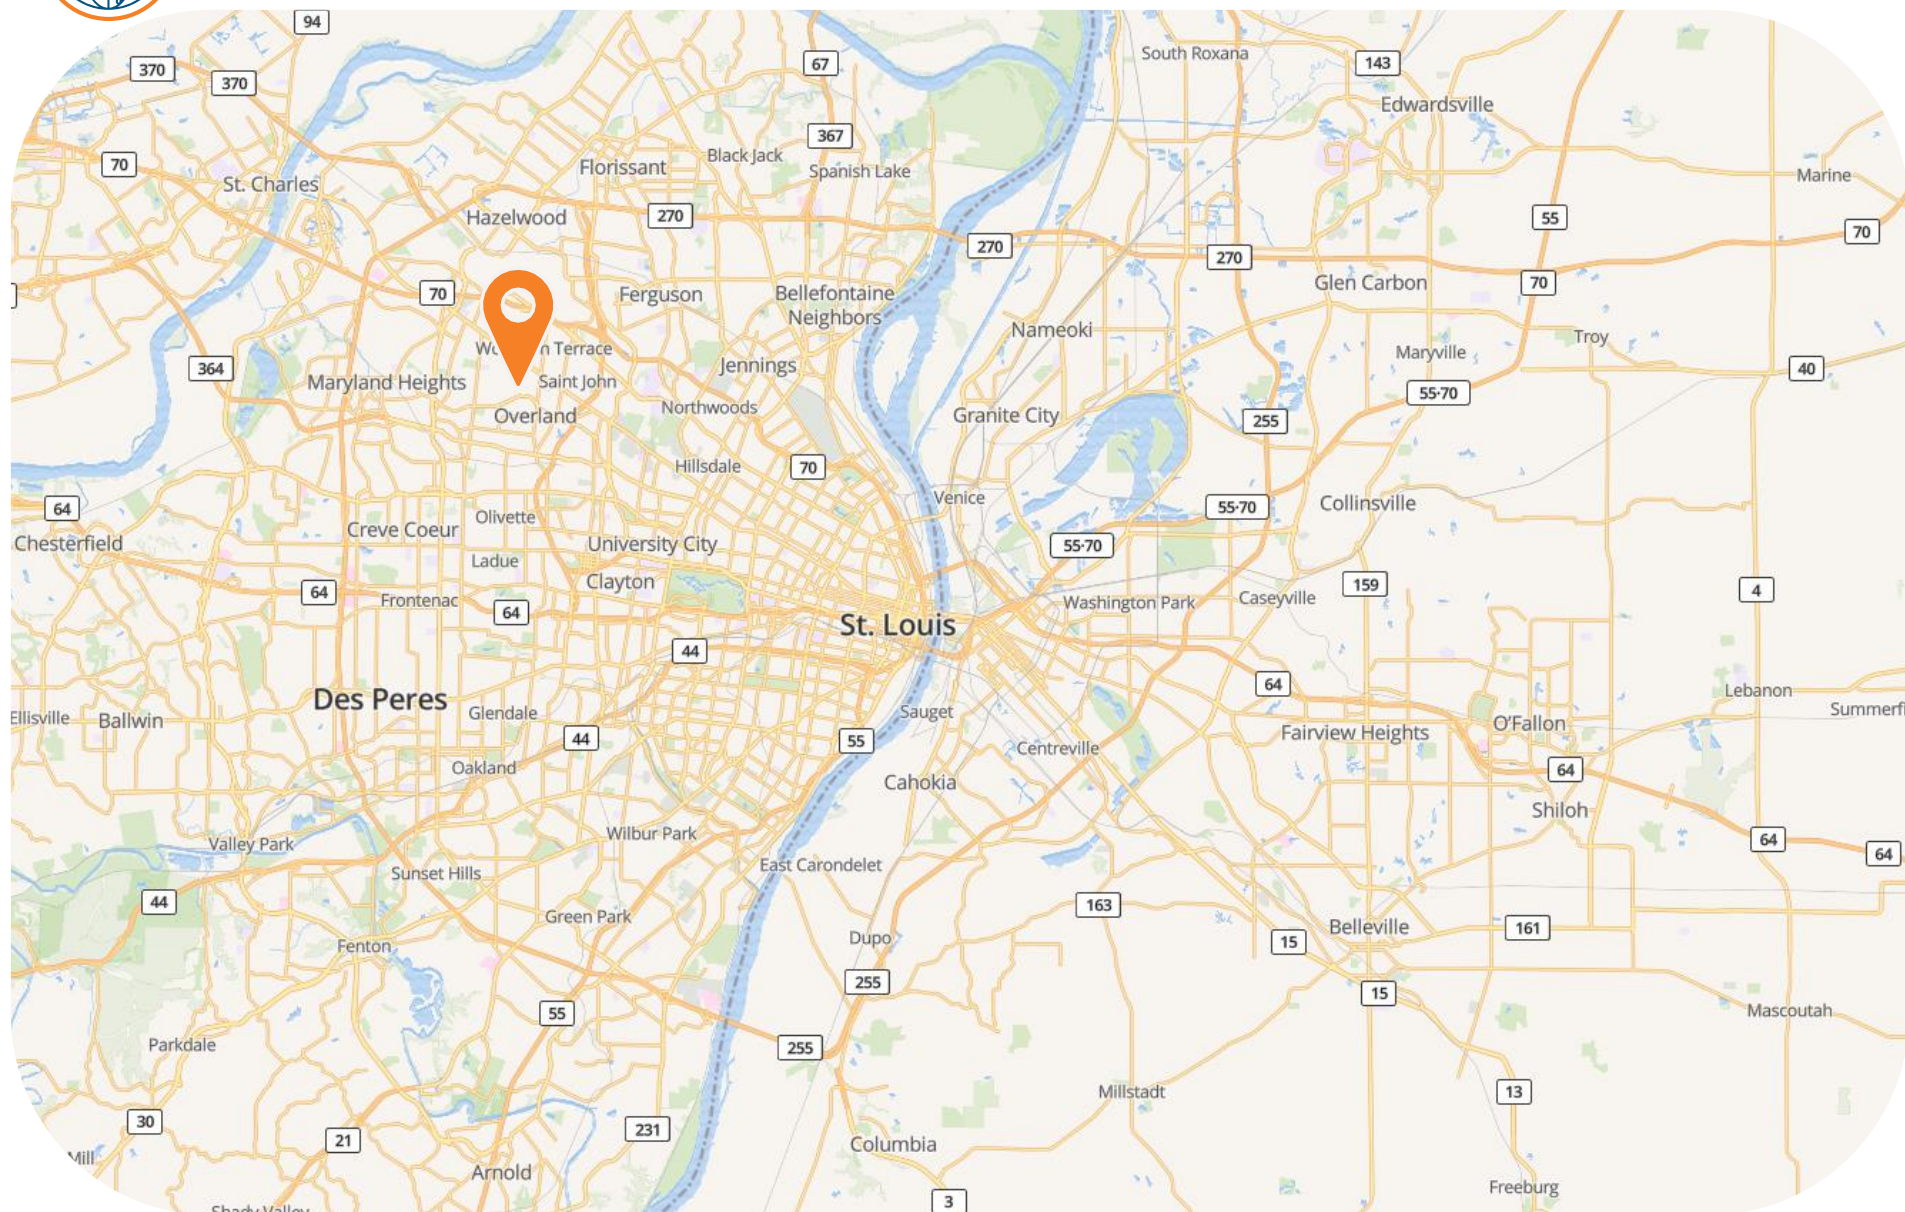 94
67
South Roxana
143
370
370
Edwardsville
367
Black Jack
70
Florissant
Spanish Lake
Marine
St. Charles
Hazelwood
270
55
70
270
270
70
Glen Carbon
70
Ferguson
Bellefontaine
Neighbors
Nameoki
Troy
Terrace
Maryville
364
Jennings
40
Maryland Heights
Saint John
55·70
Northwoods
Overland
Granite City
255
Hillsdale
70
Venice
64
55·70
Collinsville
Olivette
Creve Coeur
Chesterfield
University City
55·70
Ladue
Clayton
159
4
64
Frontenac
64
Washington Park
Caseyville
St. Louis
44
64
Lebanon
Des Peres
Ellisville
Ballwin
Glendale
Sauget
Summerf
O'Fallon
Fairview Heights
44
55
Centreville
Oakland
64
Cahokia
Shiloh
Wilbur Park
Valley Park
64
64
East Carondelet
Sunset Hills
44
163
Green Park
Belleville
161
Fenton
Dupo
15
255
15
55
Mascoutah
Parkdale
255
Millstadt
13
30
231
21
Columbia
Mill
Arnold
Freeburg
3
Shady Valley